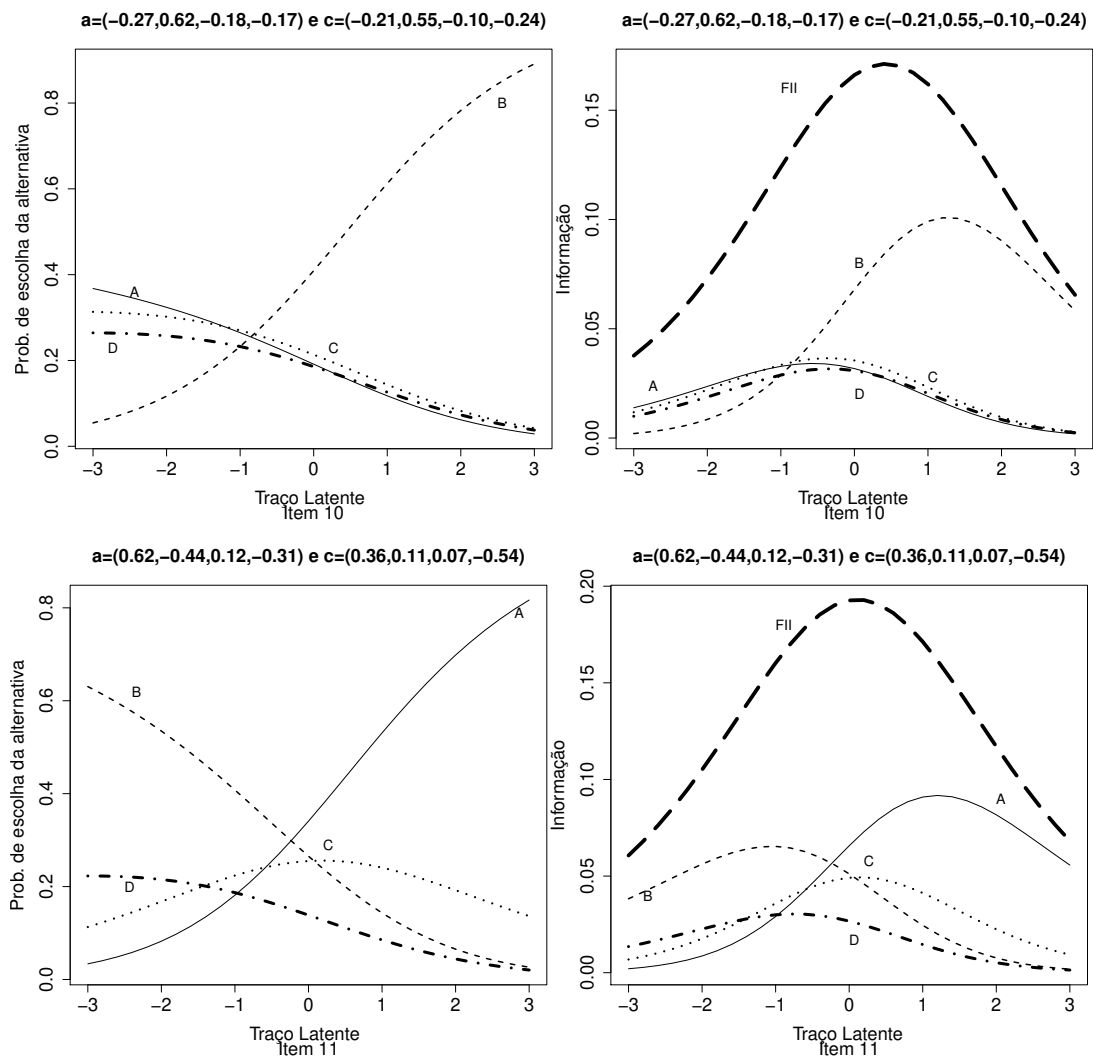 a=(−0.27,0.62,−0.18,−0.17) e c=(−0.21,0.55,−0.10,−0.24)
Prob. de escolha da alternativa
0.0 0.2 0.4 0.6 0.8
A
B
C
D
−3 −2 −1 0 1 2 3
Traço Latente
Item 10
a=(−0.27,0.62,−0.18,−0.17) e c=(−0.21,0.55,−0.10,−0.24)
Informação
0.00 0.05 0.10 0.15
FII
B
A
C
D
−3 −2 −1 0 1 2 3
Traço Latente
Item 10
a=(0.62,−0.44,0.12,−0.31) e c=(0.36,0.11,0.07,−0.54)
Prob. de escolha da alternativa
0.0 0.2 0.4 0.6 0.8
A
B
C
D
−3 −2 −1 0 1 2 3
Traço Latente
Item 11
a=(0.62,−0.44,0.12,−0.31) e c=(0.36,0.11,0.07,−0.54)
Informação
0.00 0.05 0.10 0.15 0.20
FII
A
C
B
D
−3 −2 −1 0 1 2 3
Traço Latente
Item 11